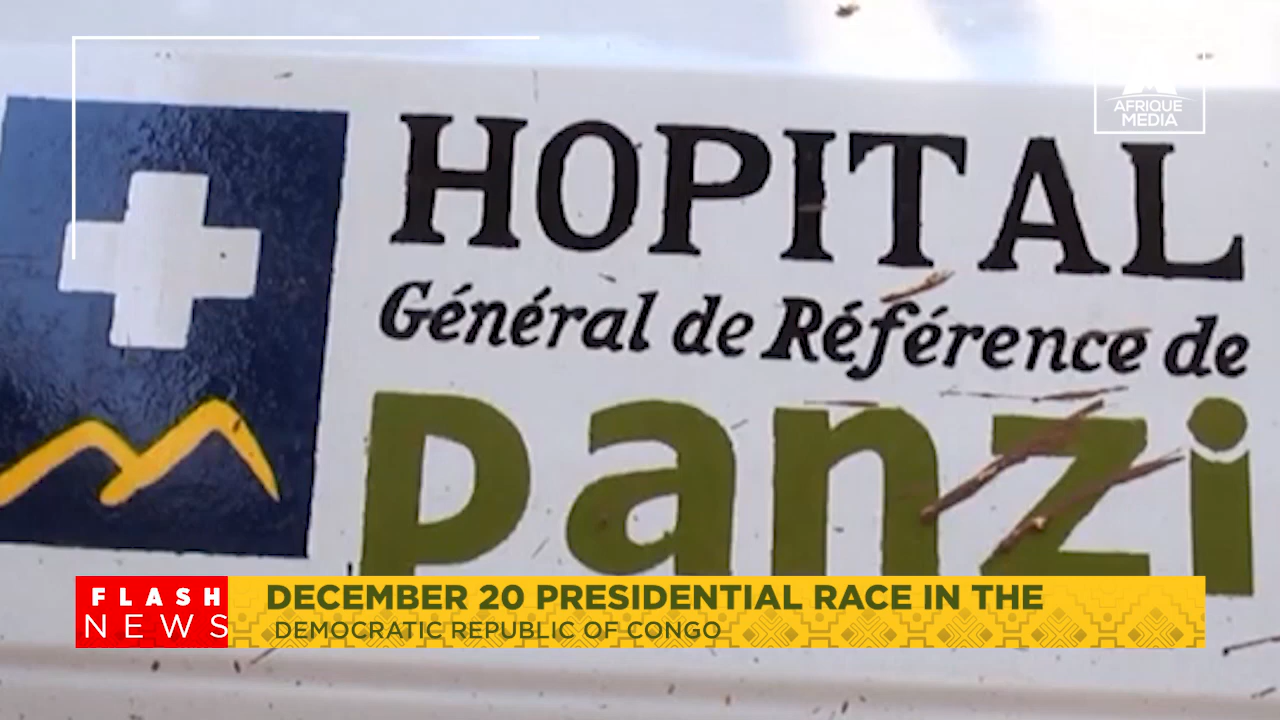 AFRIQUE
MEDIA
HOPITAL
Général de Référence de
panzi
FLASH
NEWS
DECEMBER 20 PRESIDENTIAL RACE IN THE
DEMOCRATIC REPUBLIC OF CONGO